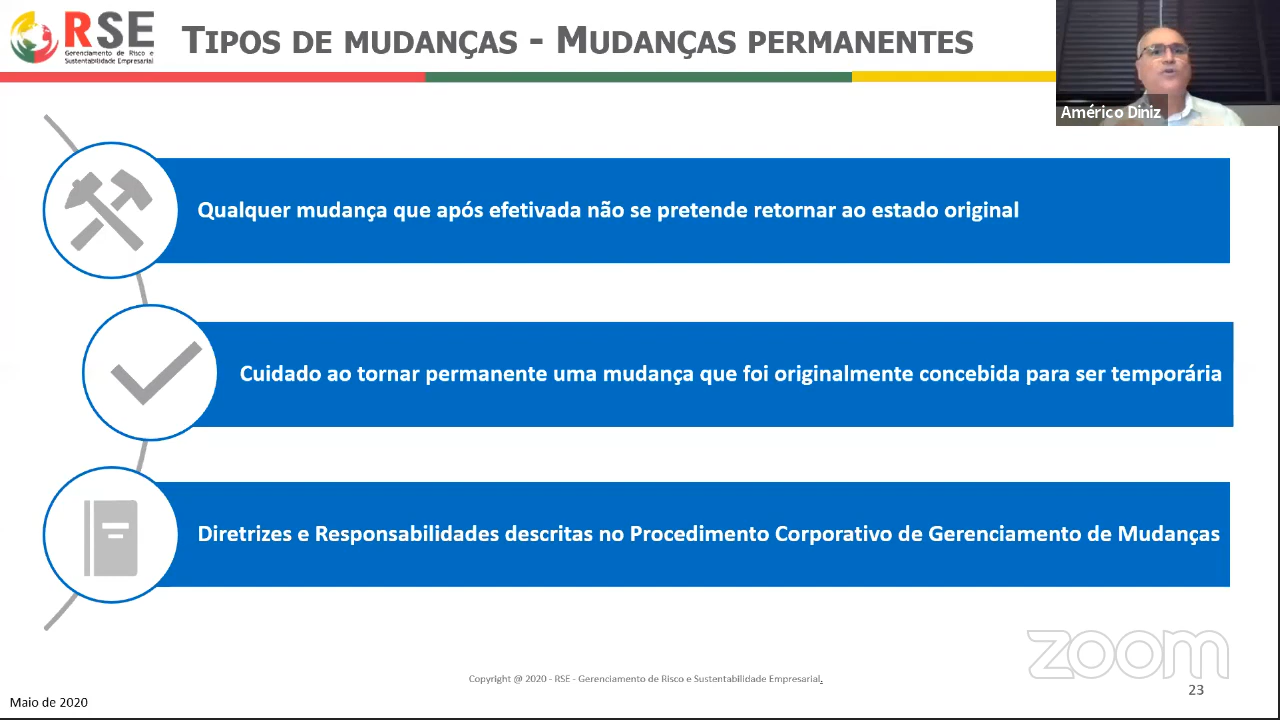 RSE
Gerenciamento de Risco e
Sustentabilidade Empresarial
TIPOS DE MUDANÇAS - MUDANÇAS PERMANENTES
Américo Diniz
Qualquer mudança que após efetivada não se pretende retornar ao estado original
Cuidado ao tornar permanente uma mudança que foi originalmente concebida para ser temporária
Diretrizes e Responsabilidades descritas no Procedimento Corporativo de Gerenciamento de Mudanças
zoom
Copyright @ 2020 - RSE - Gerenciamento de Risco e Sustentabilidade Empresarial.
23
Maio de 2020